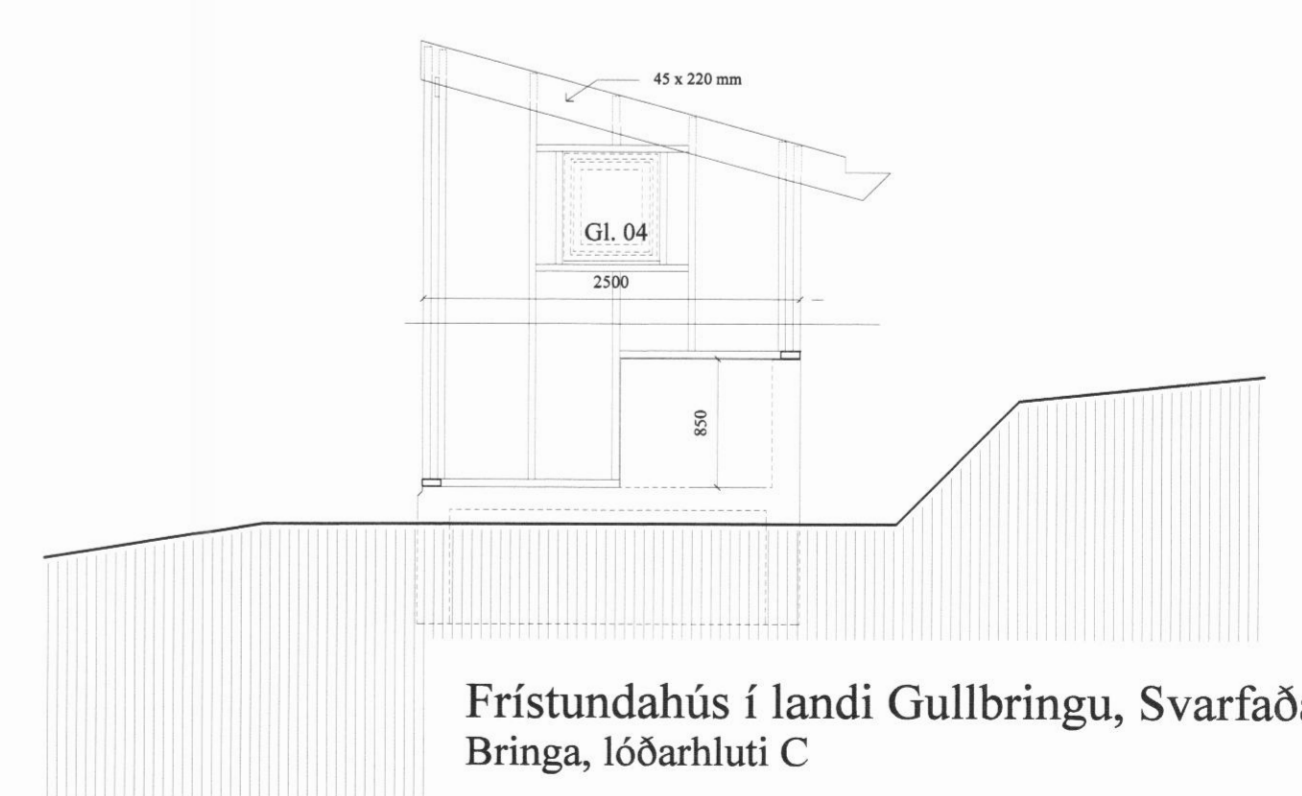 45 x 220 mm
Gl. 04
2500
850
Frístundahús í landi Gullbringu, Svarfað
Bringa, lóðarhluti C